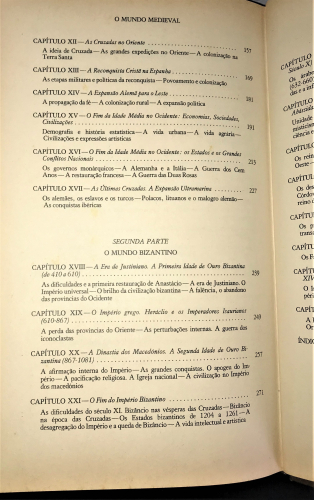 O MUNDO MEDIEVAL
CAPÍTULO XII — As Cruzadas no Oriente 157
A ideia de Cruzada — As grandes expedições no Oriente — A colonização na
Terra Santa
CAPÍTULO XIII — A Reconquista Cristã na Espanha 169
As etapas militares e políticas da reconquista — Povoamento e colonização
CAPÍTULO XIV — A Expansão Alemã para o Leste 181
A propagação da fé — A colonização rural — A expansão política
CAPÍTULO XV — O Fim da Idade Média no Ocidente: Economias, Sociedades,
Civilizações 191
Demografia e história estatística — A vida urbana — A vida agrária —
Civilizações e expressões artísticas
CAPÍTULO XVI — O Fim da Idade Média no Ocidente: os Estados e os Grandes
Conflitos Nacionais 215
Os governos monárquicos — A Alemanha e a Itália — A Guerra dos Cem
Anos — A restauração francesa — A Guerra das Duas Rosas
CAPÍTULO XVII — As Últimas Cruzadas. A Expansão Ultramarina 227
Os alemães, os eslavos e os turcos — Polacos, lituanos e o malogro alemão —
As conquistas ibéricas
SEGUNDA PARTE
O MUNDO BIZANTINO
CAPÍTULO XVIII — A Era de Justiniano. A Primeira Idade de Ouro Bizantina
(de 410 a 610) 239
As dificuldades e a primeira restauração de Anastácio — A era de Justiniano. O
Império universal — O brilho da civilização bizantina — A falência, o abandono
das províncias do Ocidente
CAPÍTULO XIX — O Império grego. Heráclio e os Imperadores Isaurianos
(610-867) 249
A perda das províncias do Oriente — As perturbações internas. A guerra dos
iconoclastas
CAPÍTULO XX — A Dinastia dos Macedónios. A Segunda Idade de Ouro Bi-
zantina (867-1081) 257
A afirmação interna do Império — As grandes conquistas. O apogeu do Im-
pério — A pacificação religiosa. A Igreja nacional — A civilização no Império
dos macedónios
CAPÍTULO XXI — O Fim do Império Bizantino 271
As dificuldades do século XI. Bizâncio nas vésperas das Cruzadas — Bizâncio
na época das Cruzadas — Os Estados bizantinos de 1204 a 1261 — A
desagregação do Império e a queda de Bizâncio — A vida intelectual e artística